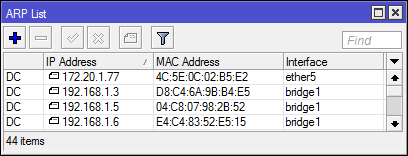 ARP List
Find
IP Address MAC Address Interface
DC 172.20.1.77 4C:5E:0C:02:B5:E2 ether5
DC 192.168.1.3 D8:C4:6A:9B:B4:E5 bridge1
DC 192.168.1.5 04:C8:07:98:2B:52 bridge1
DC 192.168.1.6 E4:C4:83:52:E5:15 bridge1
44 items